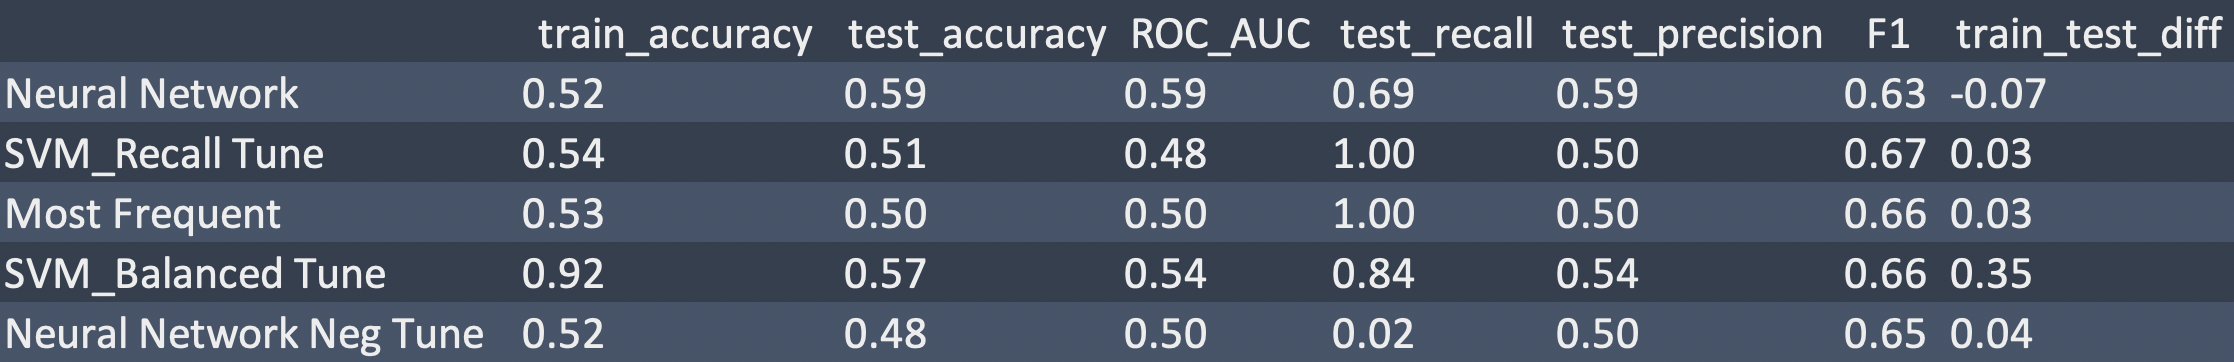 train_accuracy test_accuracy ROC_AUC test_recall test_precision F1 train_test_diff
Neural Network 0.52 0.59 0.59 0.69 0.59 0.63 -0.07
SVM_Recall Tune 0.54 0.51 0.48 1.00 0.50 0.67 0.03
Most Frequent 0.53 0.50 0.50 1.00 0.50 0.66 0.03
SVM_Balanced Tune 0.92 0.57 0.54 0.84 0.54 0.66 0.35
Neural Network Neg Tune 0.52 0.48 0.50 0.02 0.50 0.65 0.04